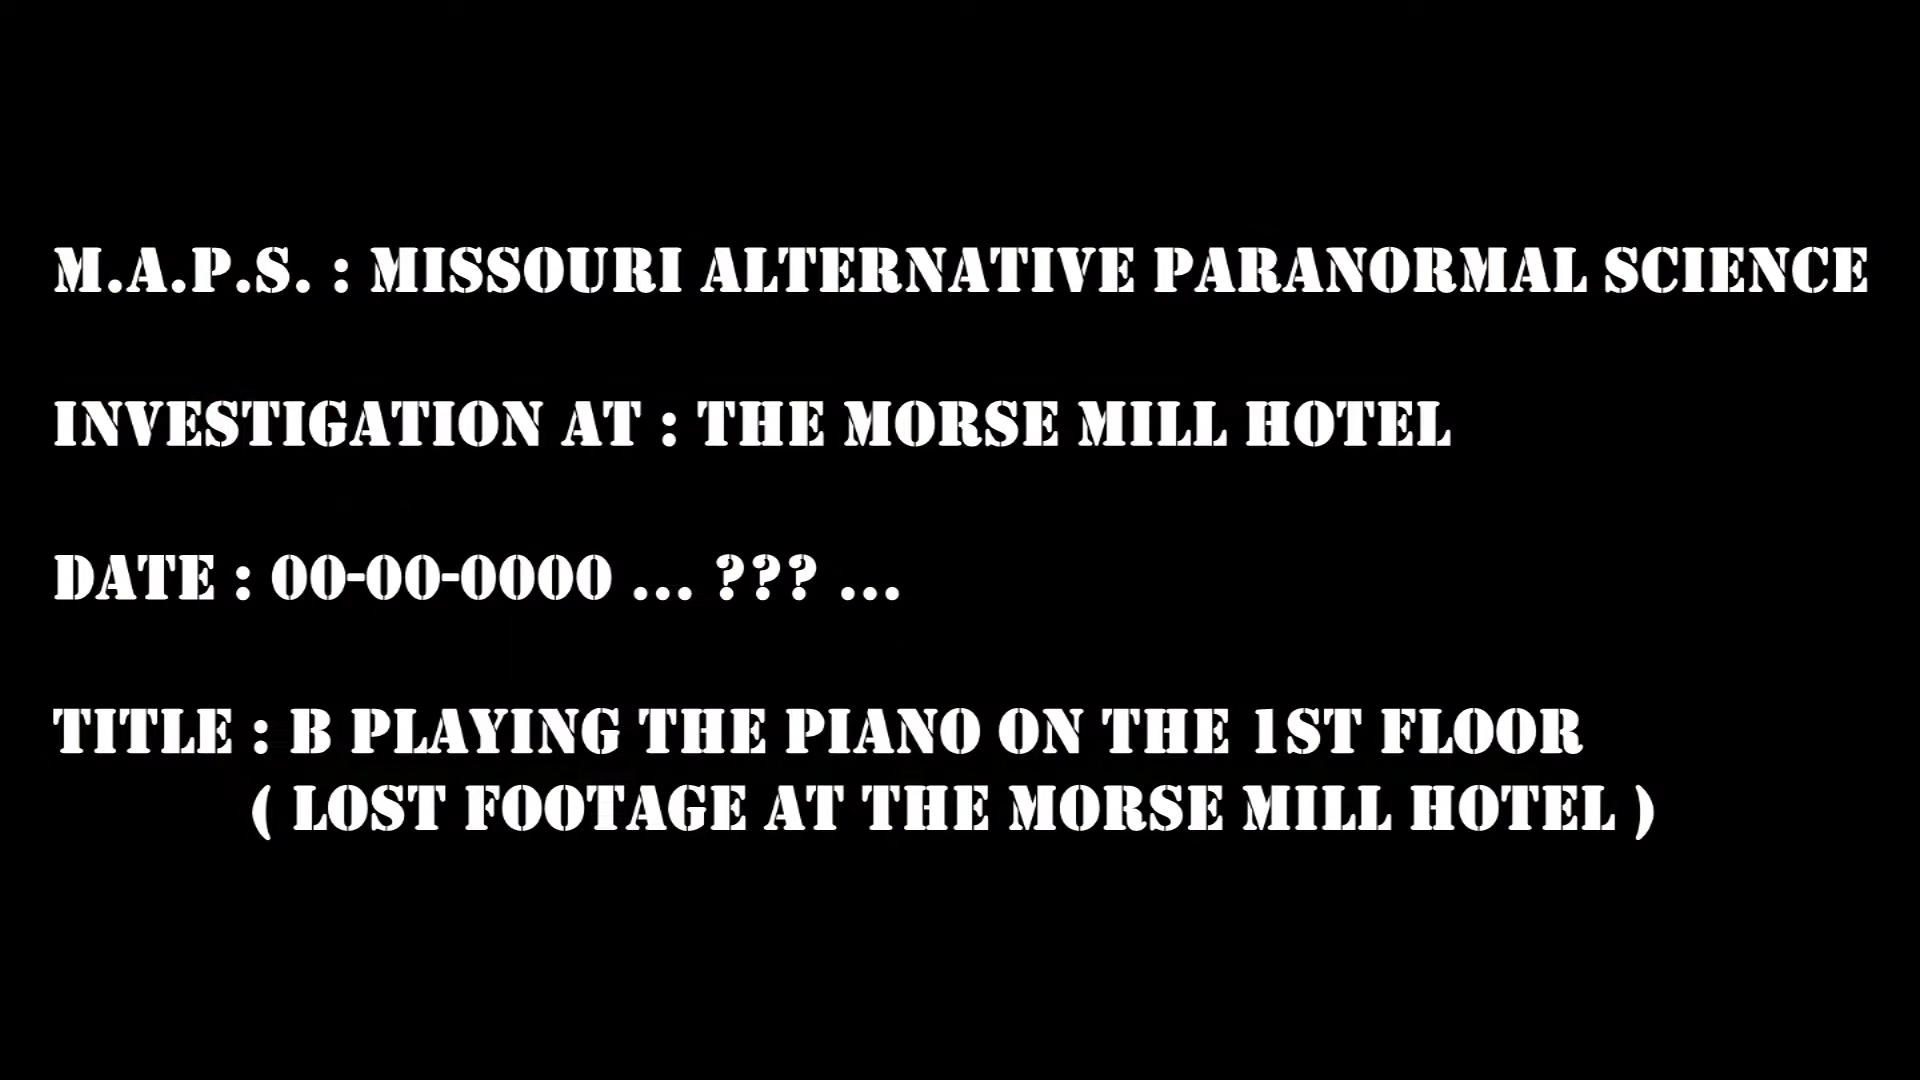 M.A.P.S. : MISSOURI ALTERNATIVE PARANORMAL SCIENCE
INVESTIGATION AT : THE MORSE MILL HOTEL
DATE : 00-00-0000 ... ??? ...
TITLE : B PLAYING THE PIANO ON THE 1ST FLOOR
( LOST FOOTAGE AT THE MORSE MILL HOTEL )